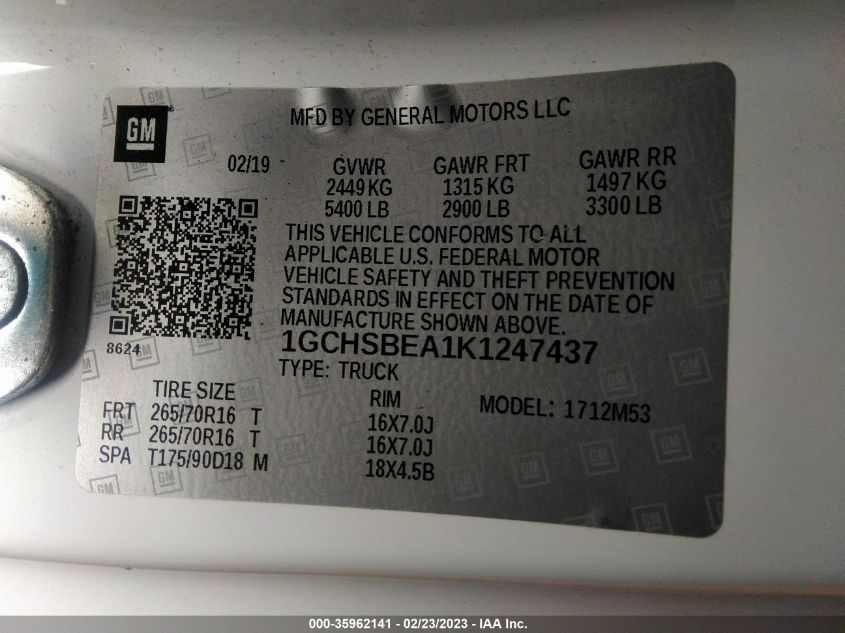 GM
MFD BY GENERAL MOTORS LLC
02/19 GVWR GAWR FRT GAWR RR
2449 KG 1315 KG 1497 KG
5400 LB 2900 LB 3300 LB
THIS VEHICLE CONFORMS TO ALL
APPLICABLE U.S. FEDERAL MOTOR
VEHICLE SAFETY AND THEFT PREVENTION
STANDARDS IN EFFECT ON THE DATE OF
MANUFACTURE SHOWN ABOVE.
8624
1GCHSBEA1K1247437
TYPE: TRUCK
TIRE SIZE RIM MODEL: 1712M53
FRT 265/70R16 T 16X7.0J
RR 265/70R16 T 16X7.0J
SPA T175/90D18 M 18X4.5B
000-35962141 - 02/23/2023 - IAA Inc.